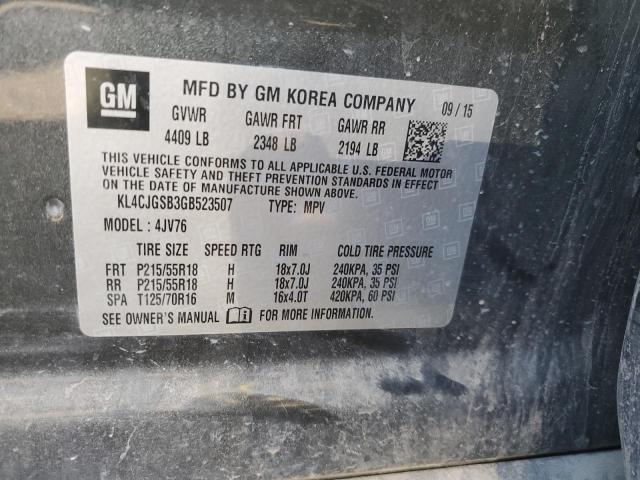 GM MFD BY GM KOREA COMPANY 09/15
GVWR GAWR FRT GAWR RR
4409 LB 2348 LB 2194 LB
THIS VEHICLE CONFORMS TO ALL APPLICABLE U.S. FEDERAL MOTOR
VEHICLE SAFETY AND THEFT PREVENTION STANDARDS IN EFFECT
ON THE DATE OF MANUFACTURE SHOWN ABOVE.
KL4CJGSB3GB523507 TYPE: MPV
MODEL : 4JV76
TIRE SIZE SPEED RTG RIM COLD TIRE PRESSURE
FRT P215/55R18 H 18x7.0J 240KPA, 35 PSI
RR P215/55R18 H 18x7.0J 240KPA, 35 PSI
SPA T125/70R16 M 16x4.0T 420KPA, 60 PSI
SEE OWNER'S MANUAL FOR MORE INFORMATION.